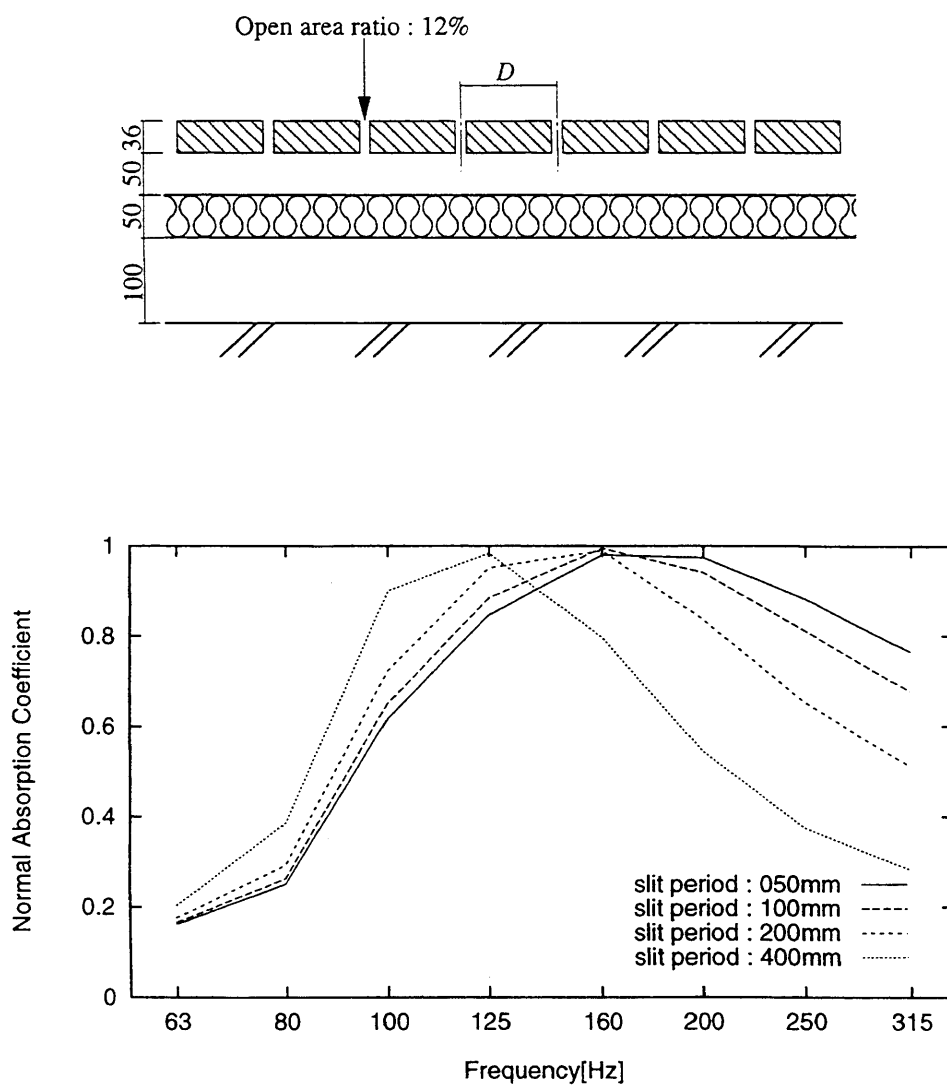 Open area ratio : 12%
D
36
50
50
100
1
0.8
0.6
0.4
0.2
0
Normal Absorption Coefficient
slit period : 050mm
slit period : 100mm
slit period : 200mm
slit period : 400mm
63 80 100 125 160 200 250 315
Frequency[Hz]